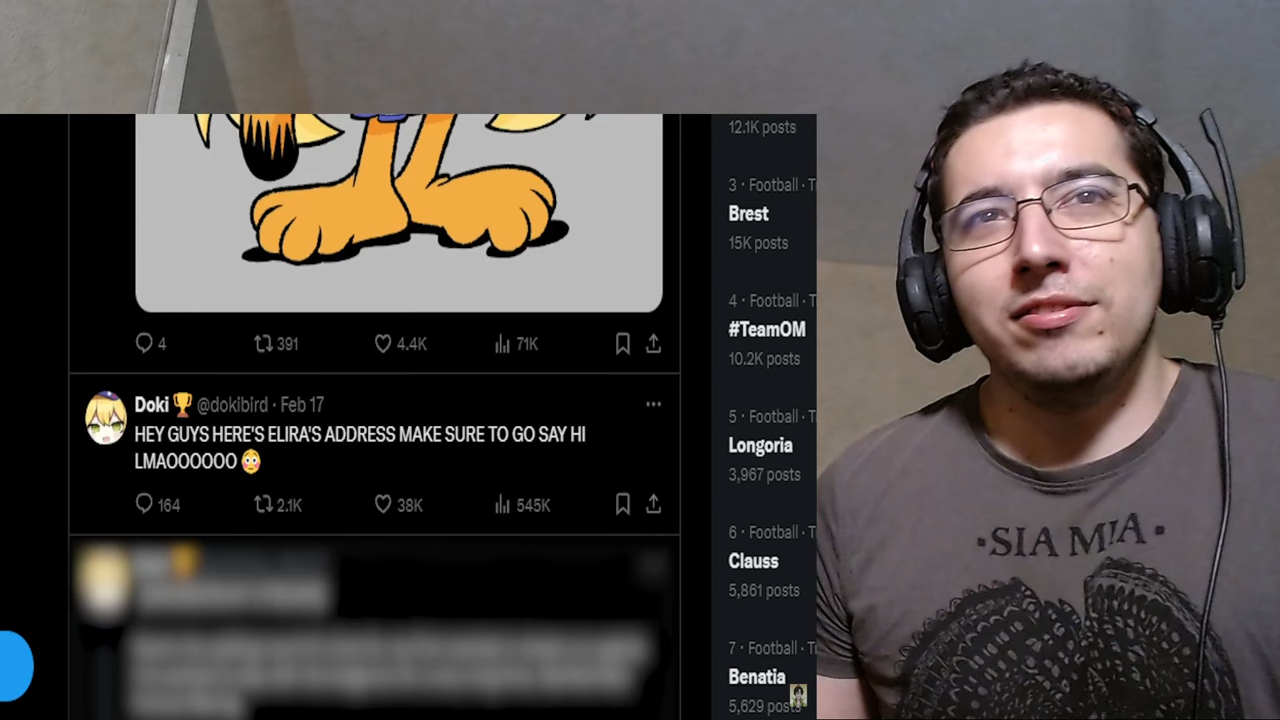 12.1K posts
3 · Football · T
Brest
15K posts
4 · Football · T
#TeamOM
10.2K posts
5 · Football · T
Longoria
3,967 posts
6 · Football · T
Clauss
5,861 posts
7 · Football · T
Benatia
5,629 posts
4 391 4.4K 71K
Doki 🏆 @dokibird · Feb 17 ···
HEY GUYS HERE'S ELIRA'S ADDRESS MAKE SURE TO GO SAY HI
LMAOOOOOO 😳
164 2.1K 38K 545K
·SIA MIA·